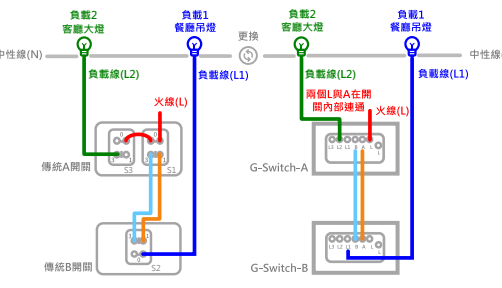 負載2
客廳大燈
負載1
餐廳吊燈
更換
負載2
客廳大燈
負載1
餐廳吊燈
中性線(N)
中性線
負載線(L2)
負載線(L1)
負載線(L2)
負載線(L1)
火線(L)
兩個L與A在開
關內部連通
火線(L)
傳統A開關
S3
S1
G-Switch-A
L3 L2 L1 B A L
傳統B開關
S2
G-Switch-B
L3 L2 L1 B A L